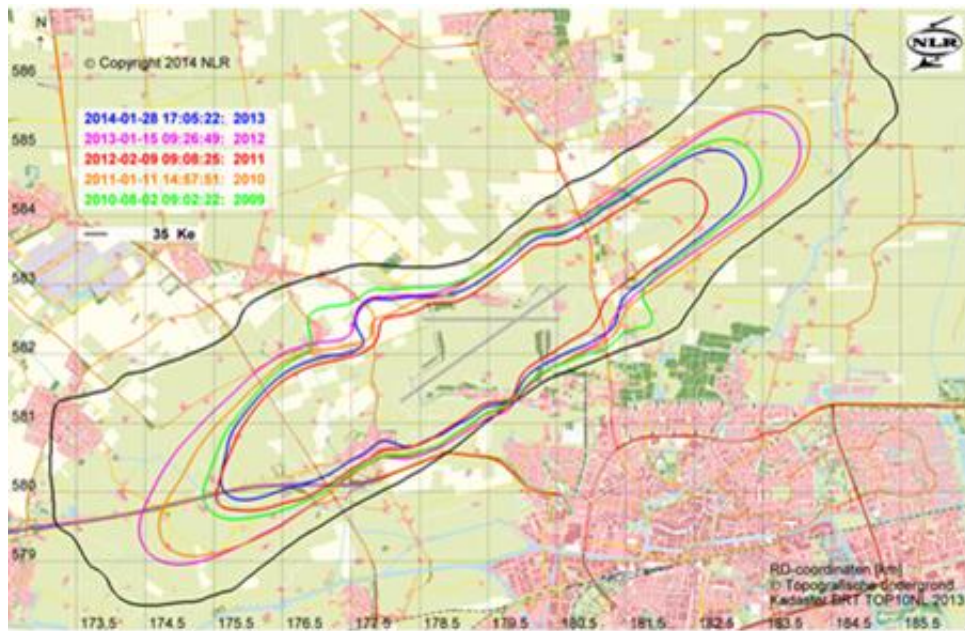 N
NLR
© Copyright 2014 NLR
2014-01-28 17:05:22: 2013
2013-01-15 09:26:49: 2012
2012-02-09 09:08:25: 2011
2011-01-11 14:57:51: 2010
2010-08-02 09:02:22: 2009
35 Ke
586
585
584
583
582
581
580
579
RD-coordinaten [km]
© Topografische ondergrond
Kadaster BRT TOP10NL 2013
173.5 174.5 175.5 176.5 177.5 178.5 179.5 180.5 181.5 182.5 183.5 184.5 185.5